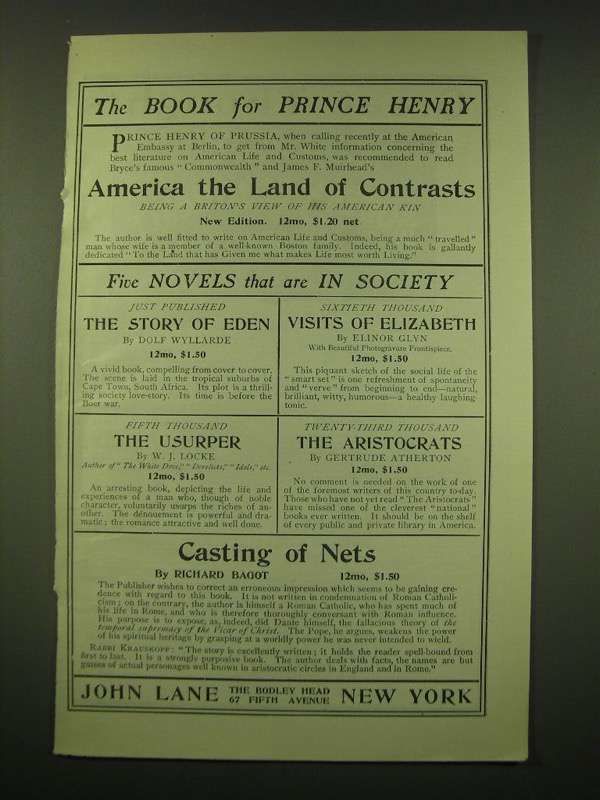 The BOOK for PRINCE HENRY
PRINCE HENRY OF PRUSSIA, when calling recently at the American
Embassy at Berlin, to get from Mr. White information concerning the
best literature on American Life and Customs, was recommended to read
Bryce's famous "Commonwealth" and James F. Muirhead's
America the Land of Contrasts
BEING A BRITON'S VIEW OF HIS AMERICAN KIN
New Edition. 12mo, $1.20 net
The author is well fitted to write on American Life and Customs, being a much "travelled"
man whose wife is a member of a well-known Boston family. Indeed, his book is gallantly
dedicated "To the Land that has Given me what makes Life most worth Living."
Five NOVELS that are IN SOCIETY
JUST PUBLISHED
THE STORY OF EDEN
By DOLF WYLLARDE
12mo, $1.50
A vivid book, compelling from cover to cover.
The scene is laid in the tropical suburbs of
Cape Town, South Africa. Its plot is a thrill-
ing society love-story. Its time is before the
Boer war.
SIXTIETH THOUSAND
VISITS OF ELIZABETH
By ELINOR GLYN
With Beautiful Photogravure Frontispiece.
12mo, $1.50
This piquant sketch of the social life of the
"smart set" is one refreshment of spontaneity
and "verve" from beginning to end—natural,
brilliant, witty, humorous—a healthy laughing
tonic.
FIFTH THOUSAND
THE USURPER
By W. J. LOCKE
Author of "The White Dove," "Derelicts," "Idols," etc.
12mo, $1.50
An arresting book, depicting the life and
experiences of a man who, though of noble
character, voluntarily usurps the riches of an-
other. The dénouement is powerful and dra-
matic; the romance attractive and well done.
TWENTY-THIRD THOUSAND
THE ARISTOCRATS
By GERTRUDE ATHERTON
12mo, $1.50
No comment is needed on the work of one
of the foremost writers of this country to-day.
Those who have not yet read "The Aristocrats"
have missed one of the cleverest "national"
books ever written. It should be on the shelf
of every public and private library in America.
Casting of Nets
By RICHARD BAGOT 12mo, $1.50
The Publisher wishes to correct an erroneous impression which seems to be gaining cre-
dence with regard to this book. It is not written in condemnation of Roman Catholi-
cism; on the contrary, the author is himself a Roman Catholic, who has spent much of
his life in Rome, and who is therefore thoroughly conversant with Roman influence.
His purpose is to expose, as, indeed, did Dante himself, the fallacious theory of the
temporal supremacy of the Vicar of Christ. The Pope, he argues, weakens the power
of his spiritual heritage by grasping at a worldly power he was never intended to wield.
RABBI KRAUSKOPF: "The story is excellently written; it holds the reader spell-bound from
first to last. It is a strongly purposive book. The author deals with facts, the names are but
guises of actual personages well known in aristocratic circles in England and in Rome."
JOHN LANE THE BODLEY HEAD NEW YORK
67 FIFTH AVENUE